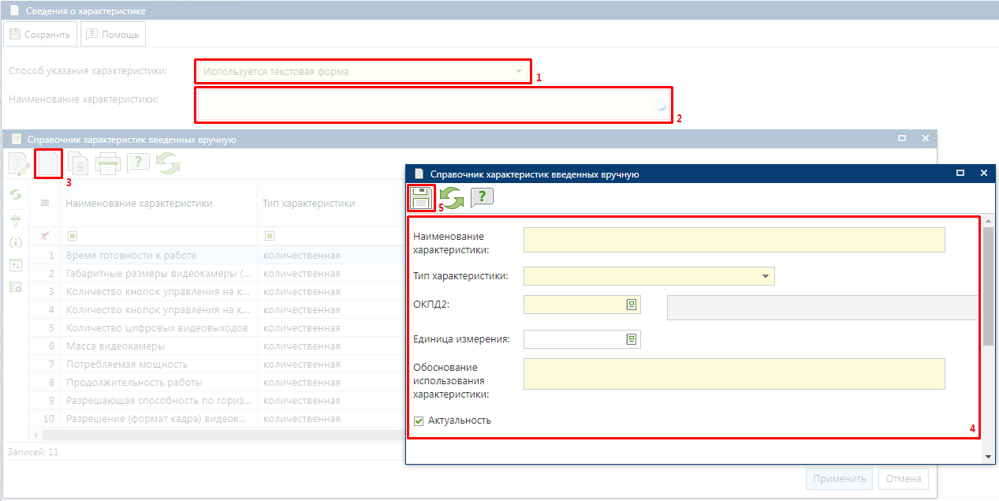 Сведения о характеристике
Сохранить
Помощь
Способ указания характеристики:
Используется текстовая форма
1
Наименование характеристики:
2
Справочник характеристик введенных вручную
3
Наименование характеристики
Тип характеристики
1 Время готовности к работе количественная
2 Габаритные размеры видеокамеры (... количественная
3 Количество кнопок управления на к... количественная
4 Количество кнопок управления на к... количественная
5 Количество цифровых видеовыходов количественная
6 Масса видеокамеры количественная
7 Потребляемая мощность количественная
8 Продолжительность работы количественная
9 Разрешающая способность по гориз... количественная
10 Разрешение (формат кадра) видеок... количественная
Записей: 11
Справочник характеристик введенных вручную
5
Наименование
характеристики:
Тип характеристики:
ОКПД2:
Единица измерения:
Обоснование
использования
характеристики:
Актуальность
4
Применить
Отмена